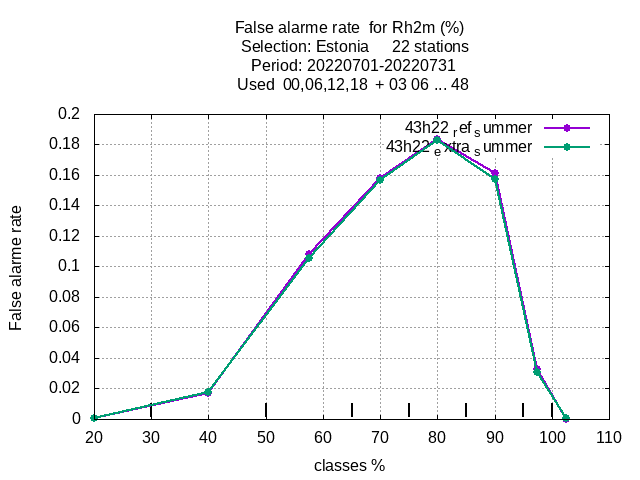 False alarme rate  for Rh2m (%)
Selection: Estonia     22 stations
Period: 20220701-20220731
Used  00,06,12,18  + 03 06 ... 48
0.2
0.18
0.16
0.14
0.12
0.1
0.08
0.06
0.04
0.02
0
False alarme rate
43h22refsummer
43h22extrasummer
20 30 40 50 60 70 80 90 100 110
classes %